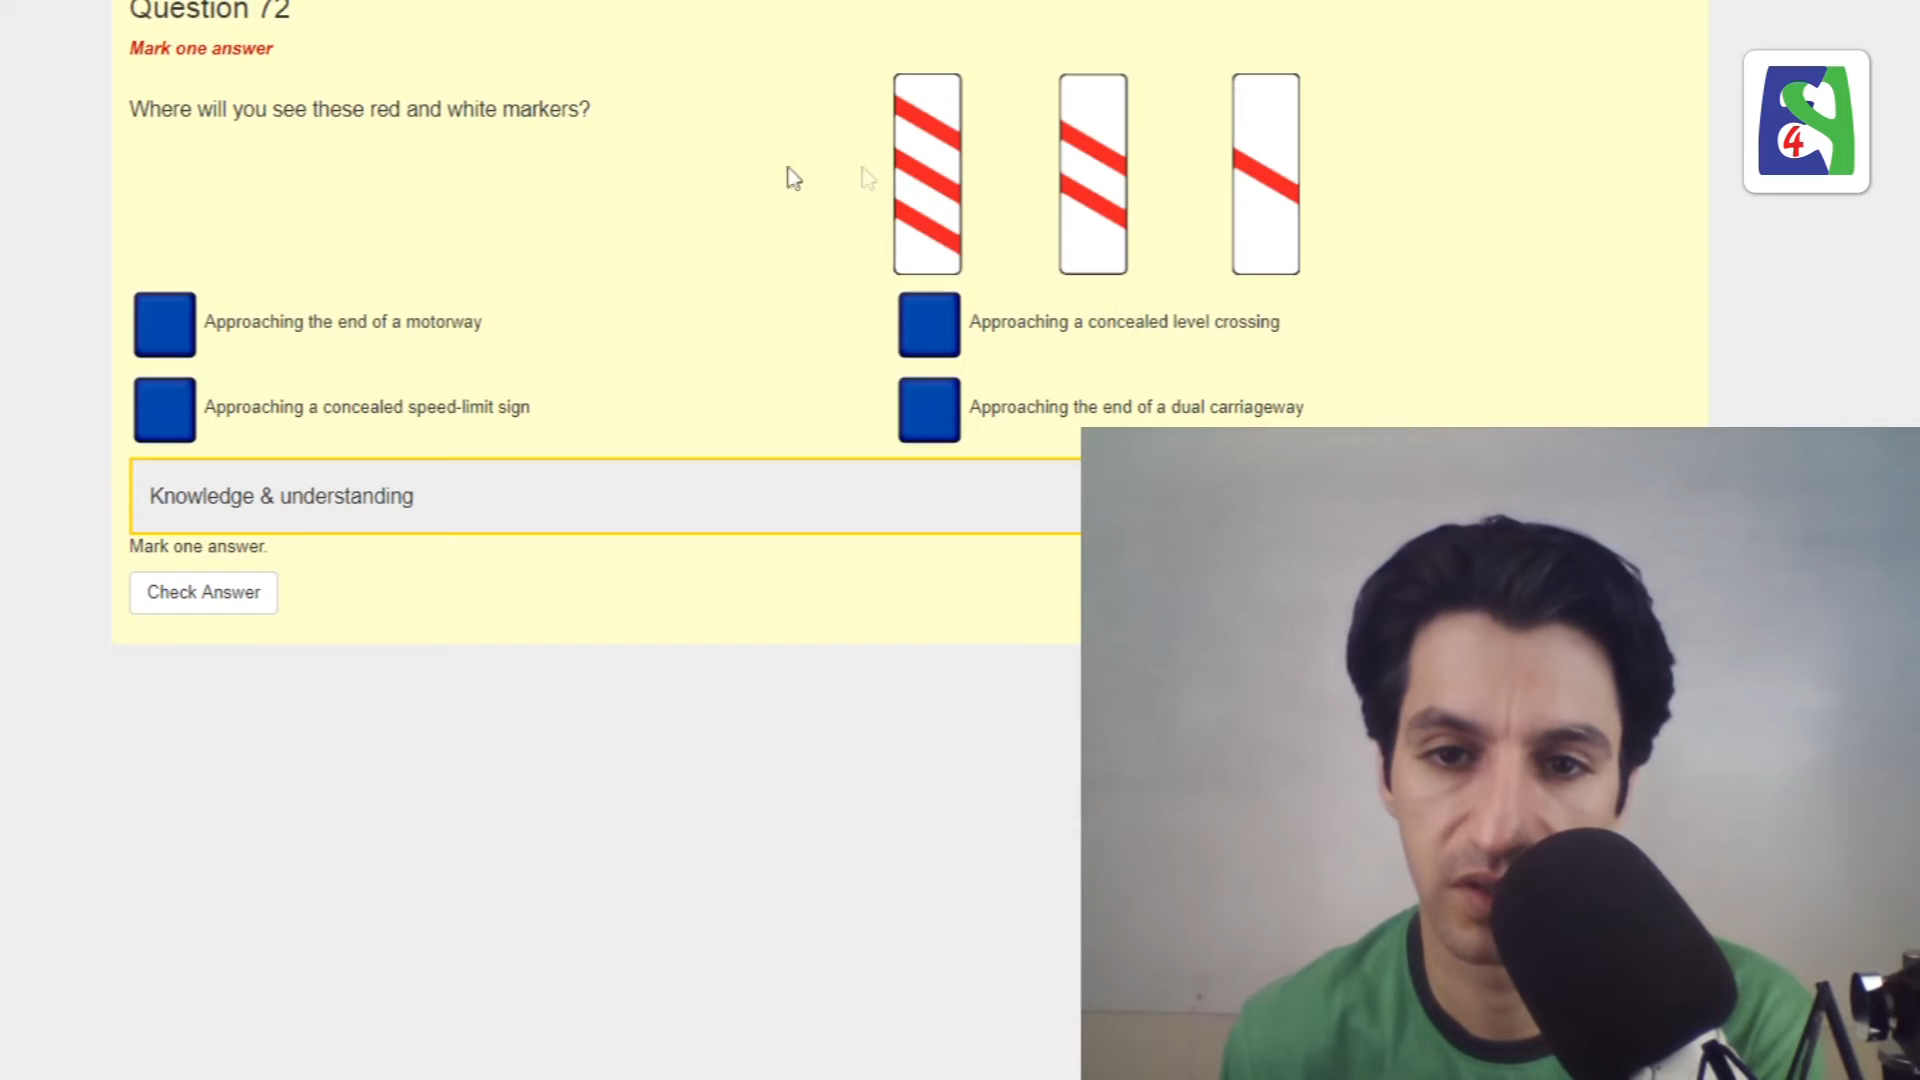 Question 72
Mark one answer
Where will you see these red and white markers?
Approaching the end of a motorway
Approaching a concealed level crossing
Approaching a concealed speed-limit sign
Approaching the end of a dual carriageway
Knowledge & understanding
Mark one answer.
Check Answer
4